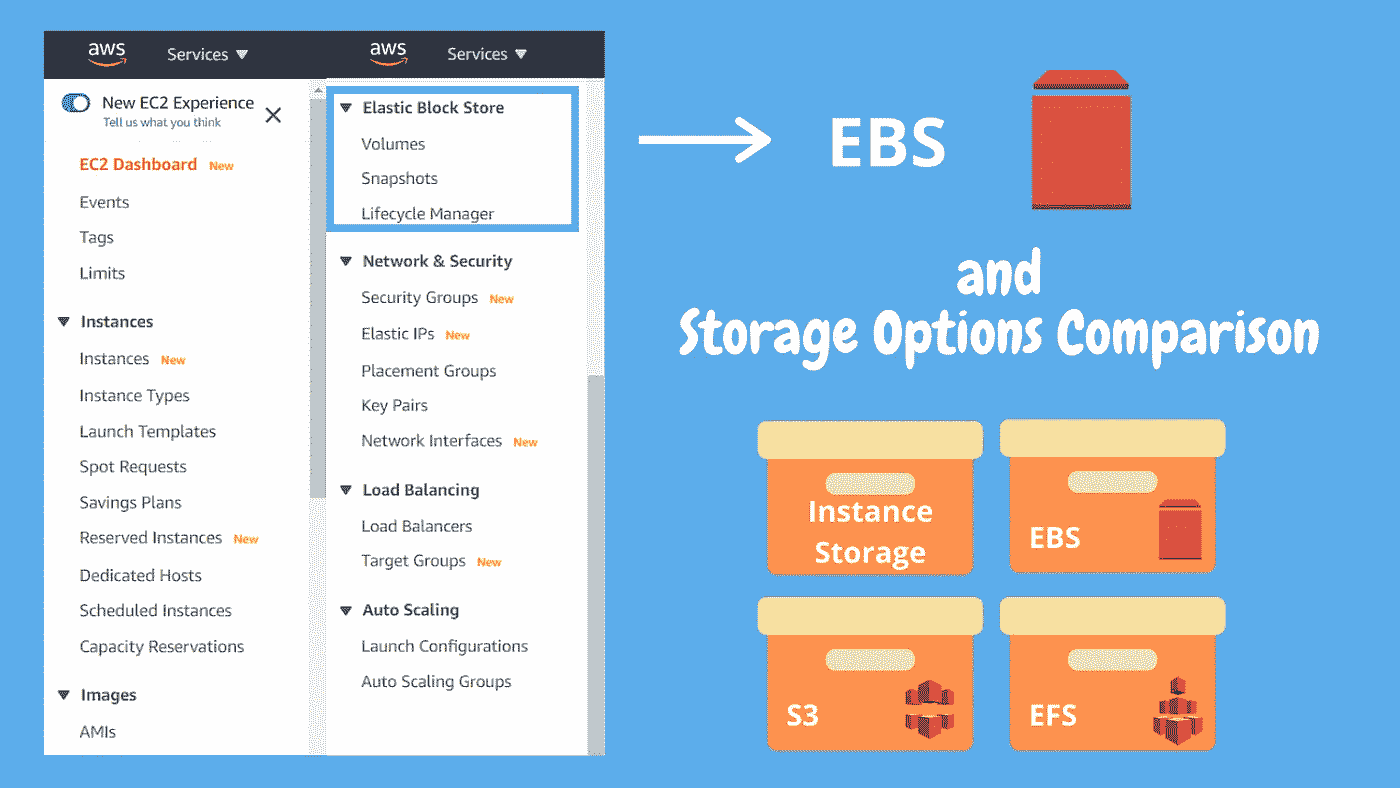 aws Services
New EC2 Experience
Tell us what you think
EC2 Dashboard New
Events
Tags
Limits
Instances
Instances New
Instance Types
Launch Templates
Spot Requests
Savings Plans
Reserved Instances New
Dedicated Hosts
Scheduled Instances
Capacity Reservations
Images
AMIs
aws Services
Elastic Block Store
Volumes
Snapshots
Lifecycle Manager
Network & Security
Security Groups New
Elastic IPs New
Placement Groups
Key Pairs
Network Interfaces New
Load Balancing
Load Balancers
Target Groups New
Auto Scaling
Launch Configurations
Auto Scaling Groups
EBS
and
Storage Options Comparison
Instance
Storage
EBS
S3
EFS